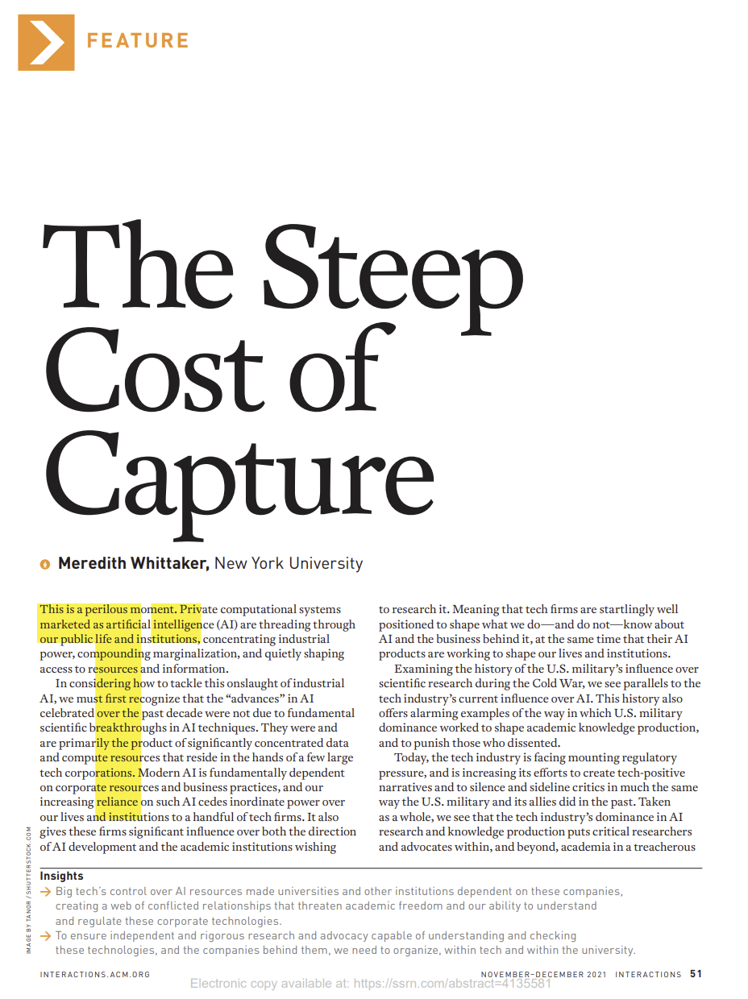 FEATURE
The Steep
Cost of
Capture
Meredith Whittaker, New York University
This is a perilous moment. Private computational systems
marketed as artificial intelligence (AI) are threading through
our public life and institutions, concentrating industrial
power, compounding marginalization, and quietly shaping
access to resources and information.
In considering how to tackle this onslaught of industrial
AI, we must first recognize that the “advances” in AI
celebrated over the past decade were not due to fundamental
scientific breakthroughs in AI techniques. They were and
are primarily the product of significantly concentrated data
and compute resources that reside in the hands of a few large
tech corporations. Modern AI is fundamentally dependent
on corporate resources and business practices, and our
increasing reliance on such AI cedes inordinate power over
our lives and institutions to a handful of tech firms. It also
gives these firms significant influence over both the direction
of AI development and the academic institutions wishing
to research it. Meaning that tech firms are startlingly well
positioned to shape what we do—and do not—know about
AI and the business behind it, at the same time that their AI
products are working to shape our lives and institutions.
Examining the history of the U.S. military’s influence over
scientific research during the Cold War, we see parallels to the
tech industry’s current influence over AI. This history also
offers alarming examples of the way in which U.S. military
dominance worked to shape academic knowledge production,
and to punish those who dissented.
Today, the tech industry is facing mounting regulatory
pressure, and is increasing its efforts to create tech-positive
narratives and to silence and sideline critics in much the same
way the U.S. military and its allies did in the past. Taken
as a whole, we see that the tech industry’s dominance in AI
research and knowledge production puts critical researchers
and advocates within, and beyond, academia in a treacherous
IMAGE BY TANOR / SHUTTERSTOCK.COM
Insights
→ Big tech’s control over AI resources made universities and other institutions dependent on these companies,
creating a web of conflicted relationships that threaten academic freedom and our ability to understand
and regulate these corporate technologies.
→ To ensure independent and rigorous research and advocacy capable of understanding and checking
these technologies, and the companies behind them, we need to organize, within tech and within the university.
INTERACTIONS.ACM.ORG
NOVEMBER–DECEMBER 2021 INTERACTIONS 51
Electronic copy available at: https://ssrn.com/abstract=4135581